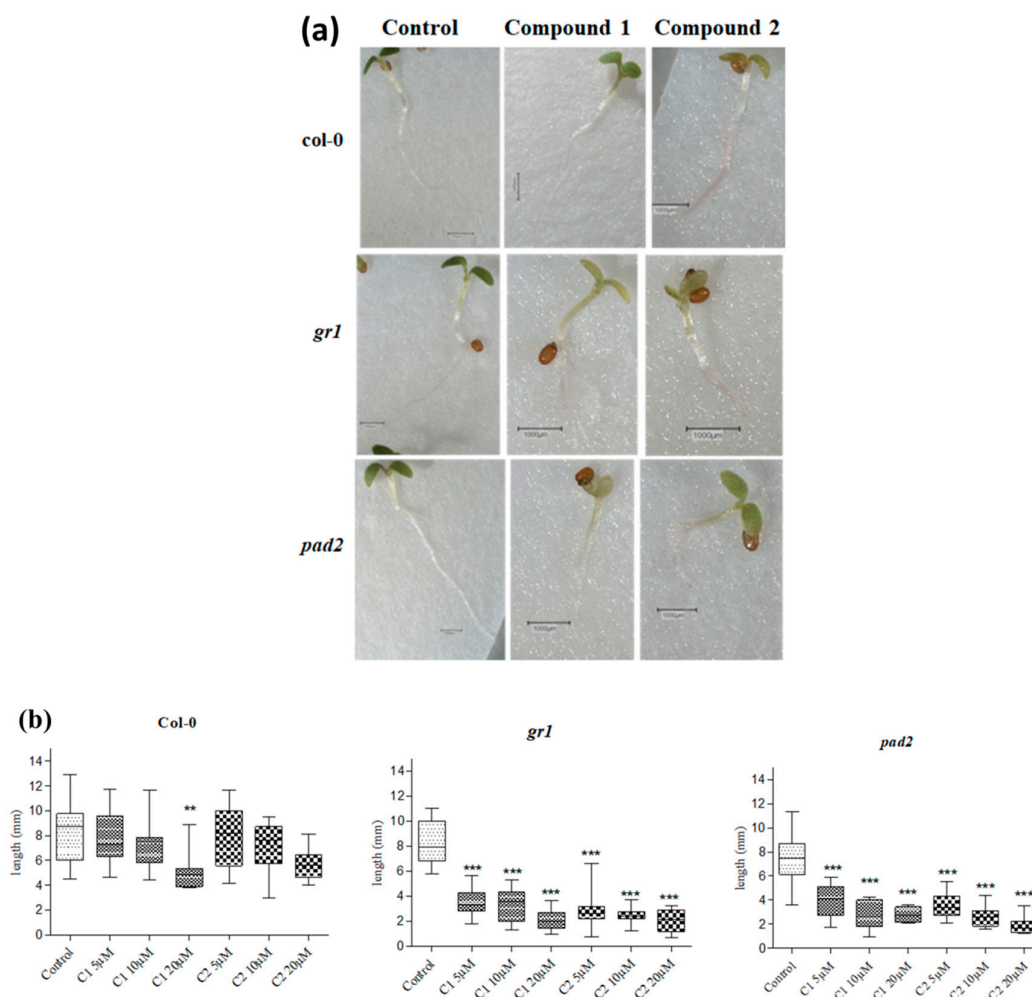 (a) Control Compound 1 Compound 2
col-0
1000µm
gr1
1000µm 1000µm
pad2
1000µm 1000µm
(b)
Col-0
length (mm)
14
12
10
8
6
4
2
0
**
Control C1 5µM C1 10µM C1 20µM C2 5µM C2 10µM C2 20µM
gr1
length (mm)
14
12
10
8
6
4
2
0
*** *** *** *** *** ***
Control C1 5µM C1 10µM C1 20µM C2 5µM C2 10µM C2 20µM
pad2
length (mm)
14
12
10
8
6
4
2
0
*** *** *** *** *** ***
Control C1 5µM C1 10µM C1 20µM C2 5µM C2 10µM C2 20µM